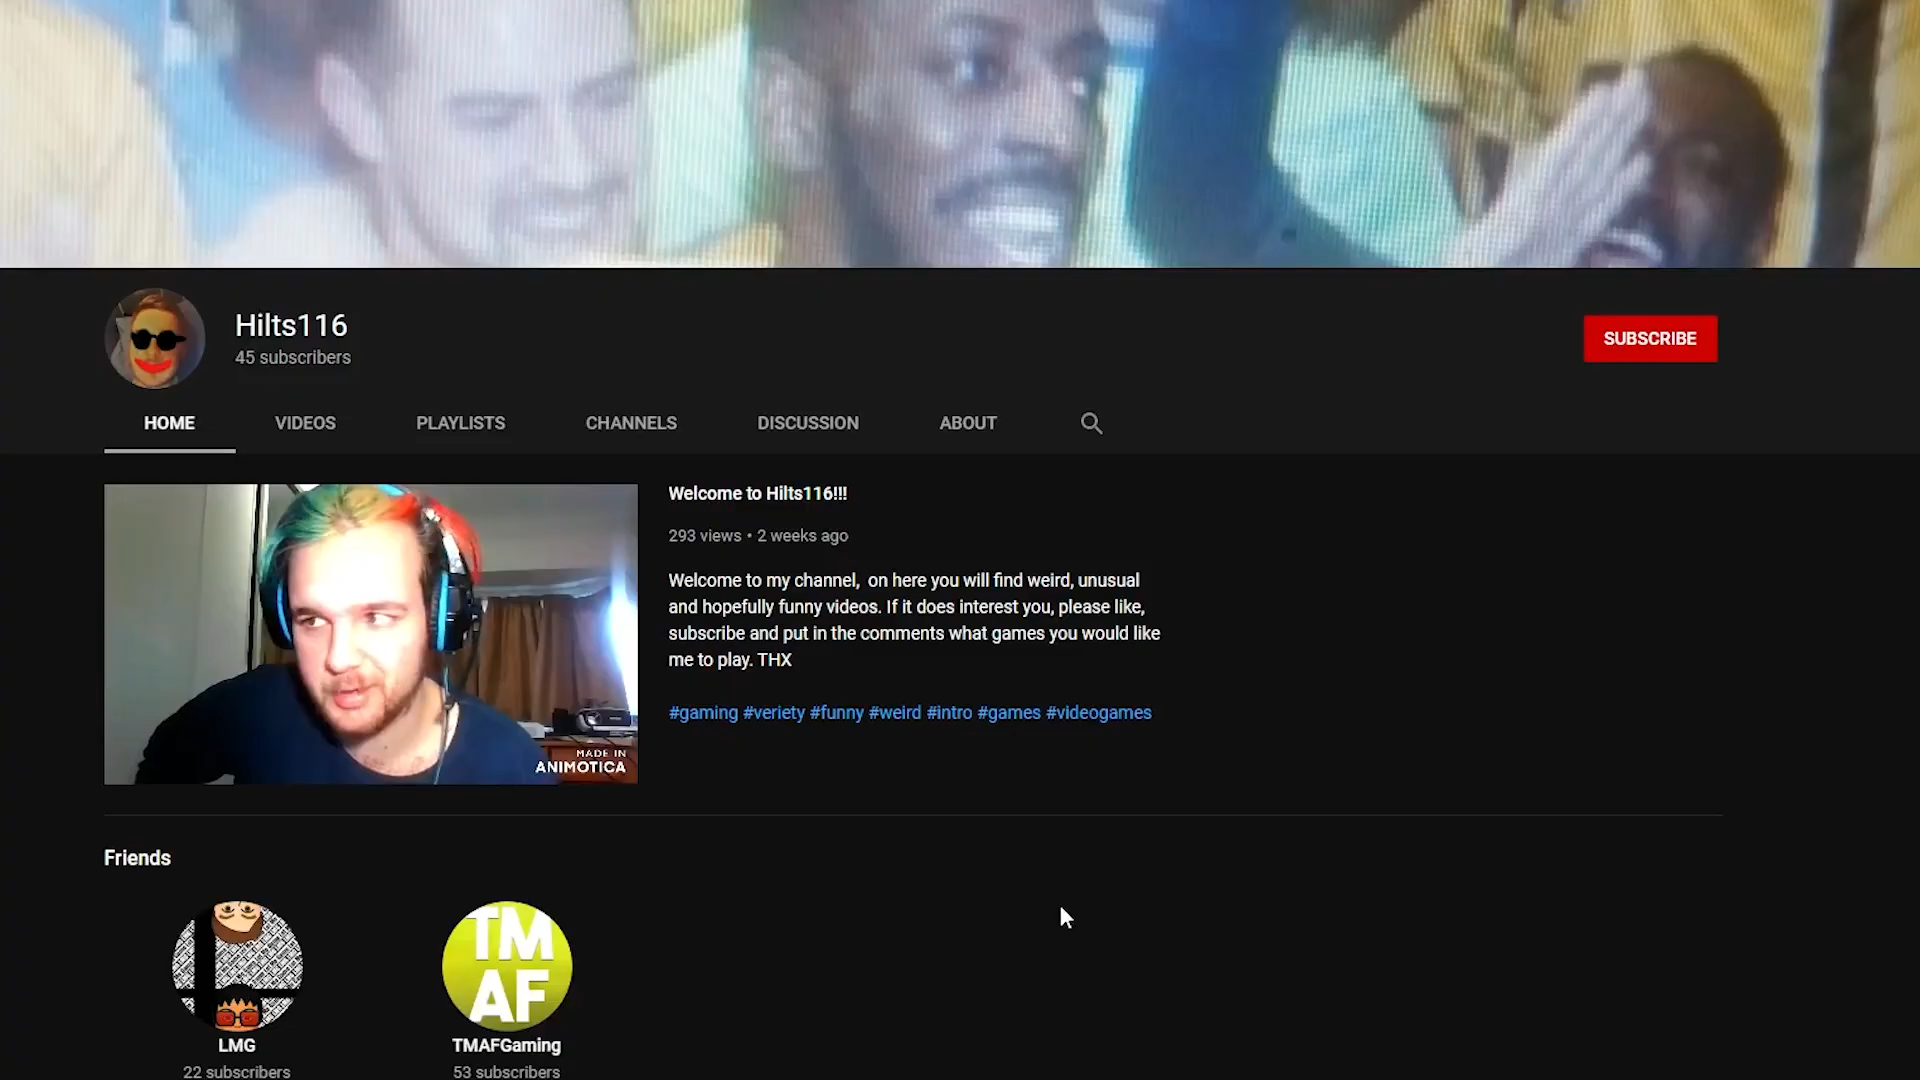 Hilts116
45 subscribers
SUBSCRIBE
HOME VIDEOS PLAYLISTS CHANNELS DISCUSSION ABOUT
Welcome to Hilts116!!!
293 views • 2 weeks ago
Welcome to my channel, on here you will find weird, unusual
and hopefully funny videos. If it does interest you, please like,
subscribe and put in the comments what games you would like
me to play. THX
#gaming #veriety #funny #weird #intro #games #videogames
MADE IN
ANIMOTICA
Friends
TM
AF
LMG
22 subscribers
TMAFGaming
53 subscribers